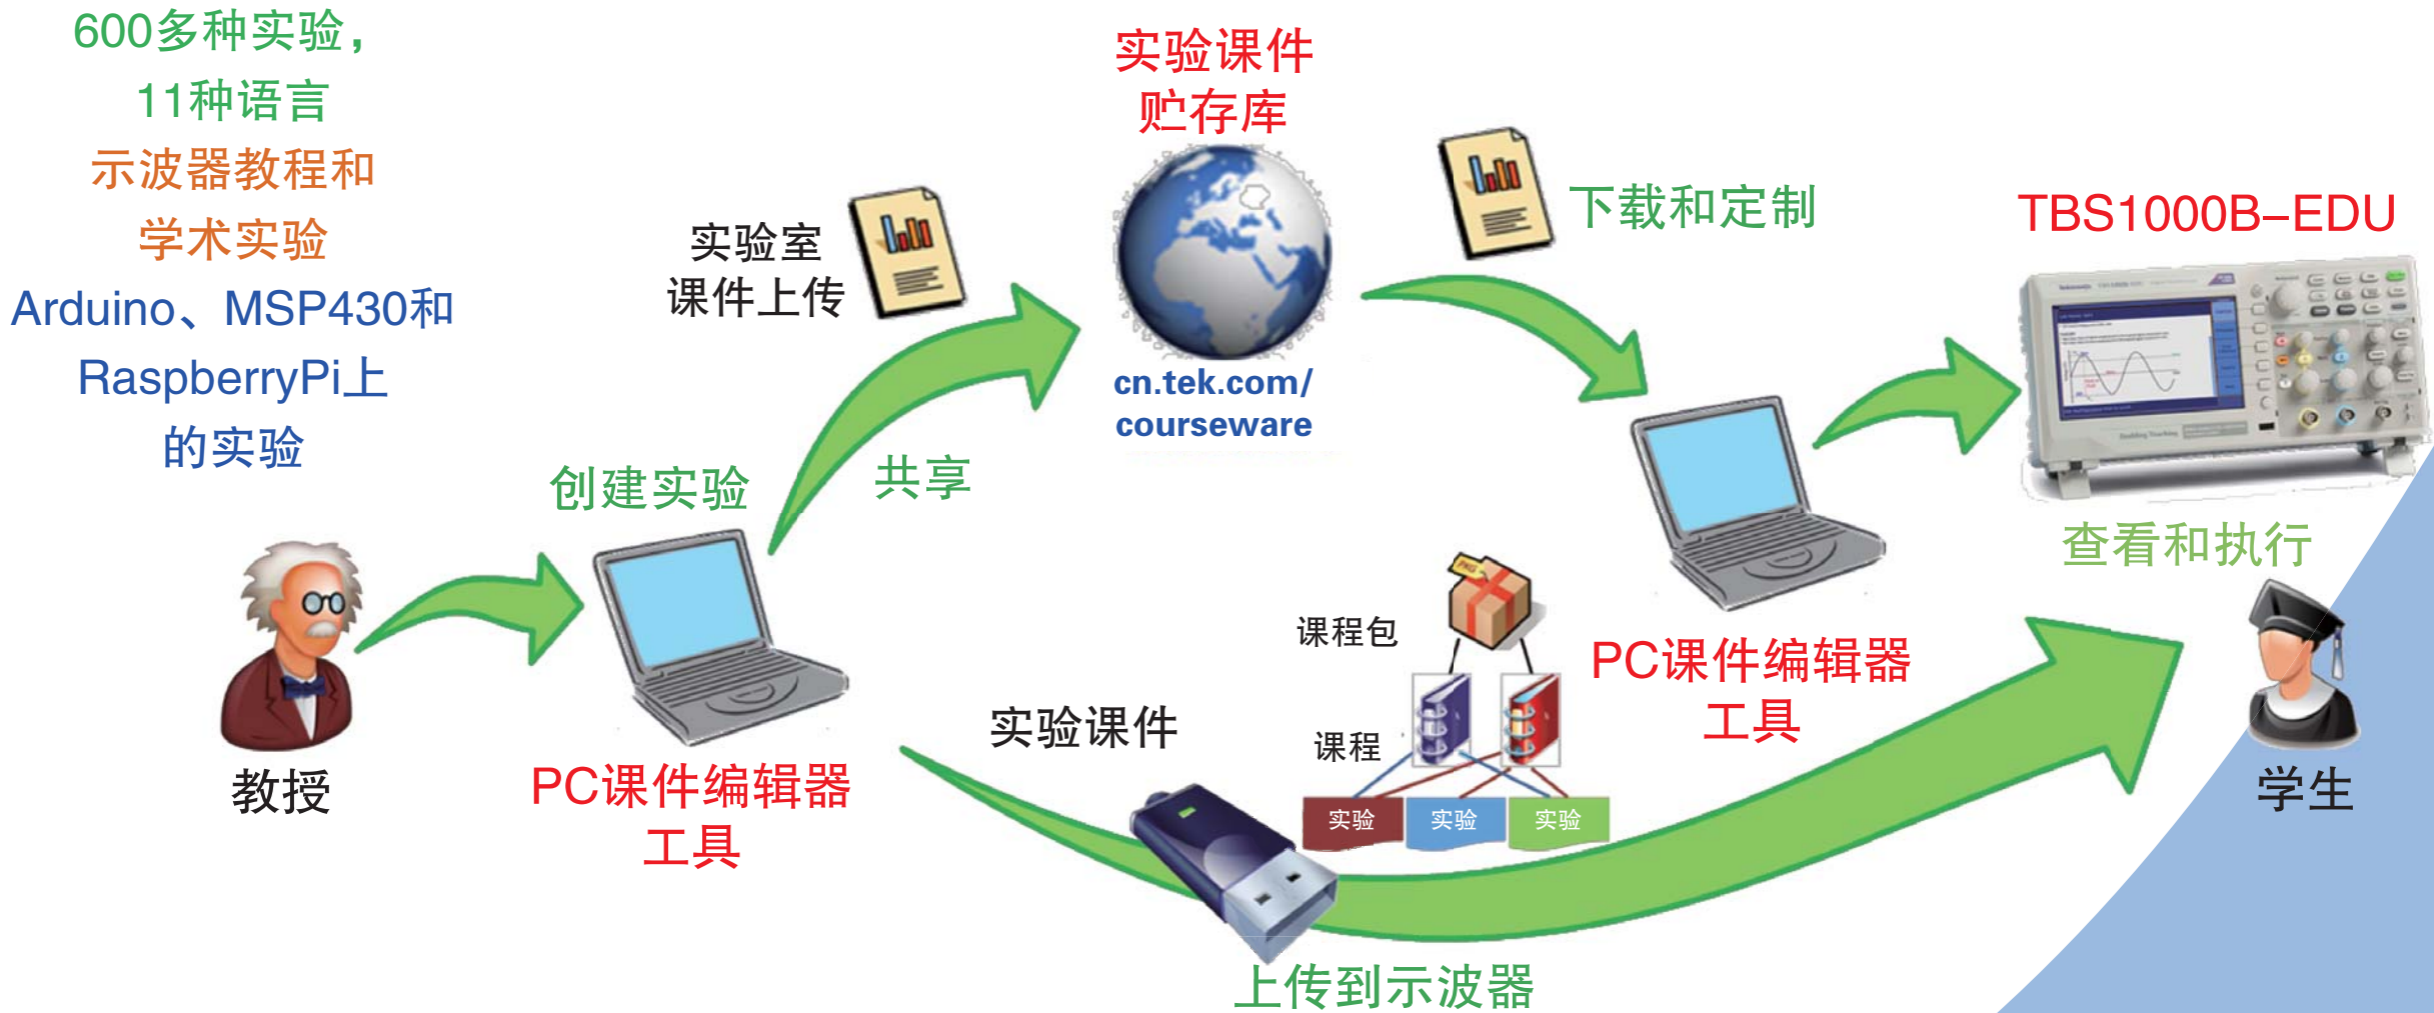 600多种实验，
11种语言
示波器教程和
学术实验
Arduino、MSP430和
RaspberryPi上
的实验
实验课件
贮存库
cn.tek.com/
courseware
实验室
课件上传
共享
创建实验
教授
PC课件编辑器
工具
下载和定制
TBS1000B–EDU
查看和执行
PC课件编辑器
工具
学生
实验课件
PKG
课程包
课程
实验
实验
实验
上传到示波器